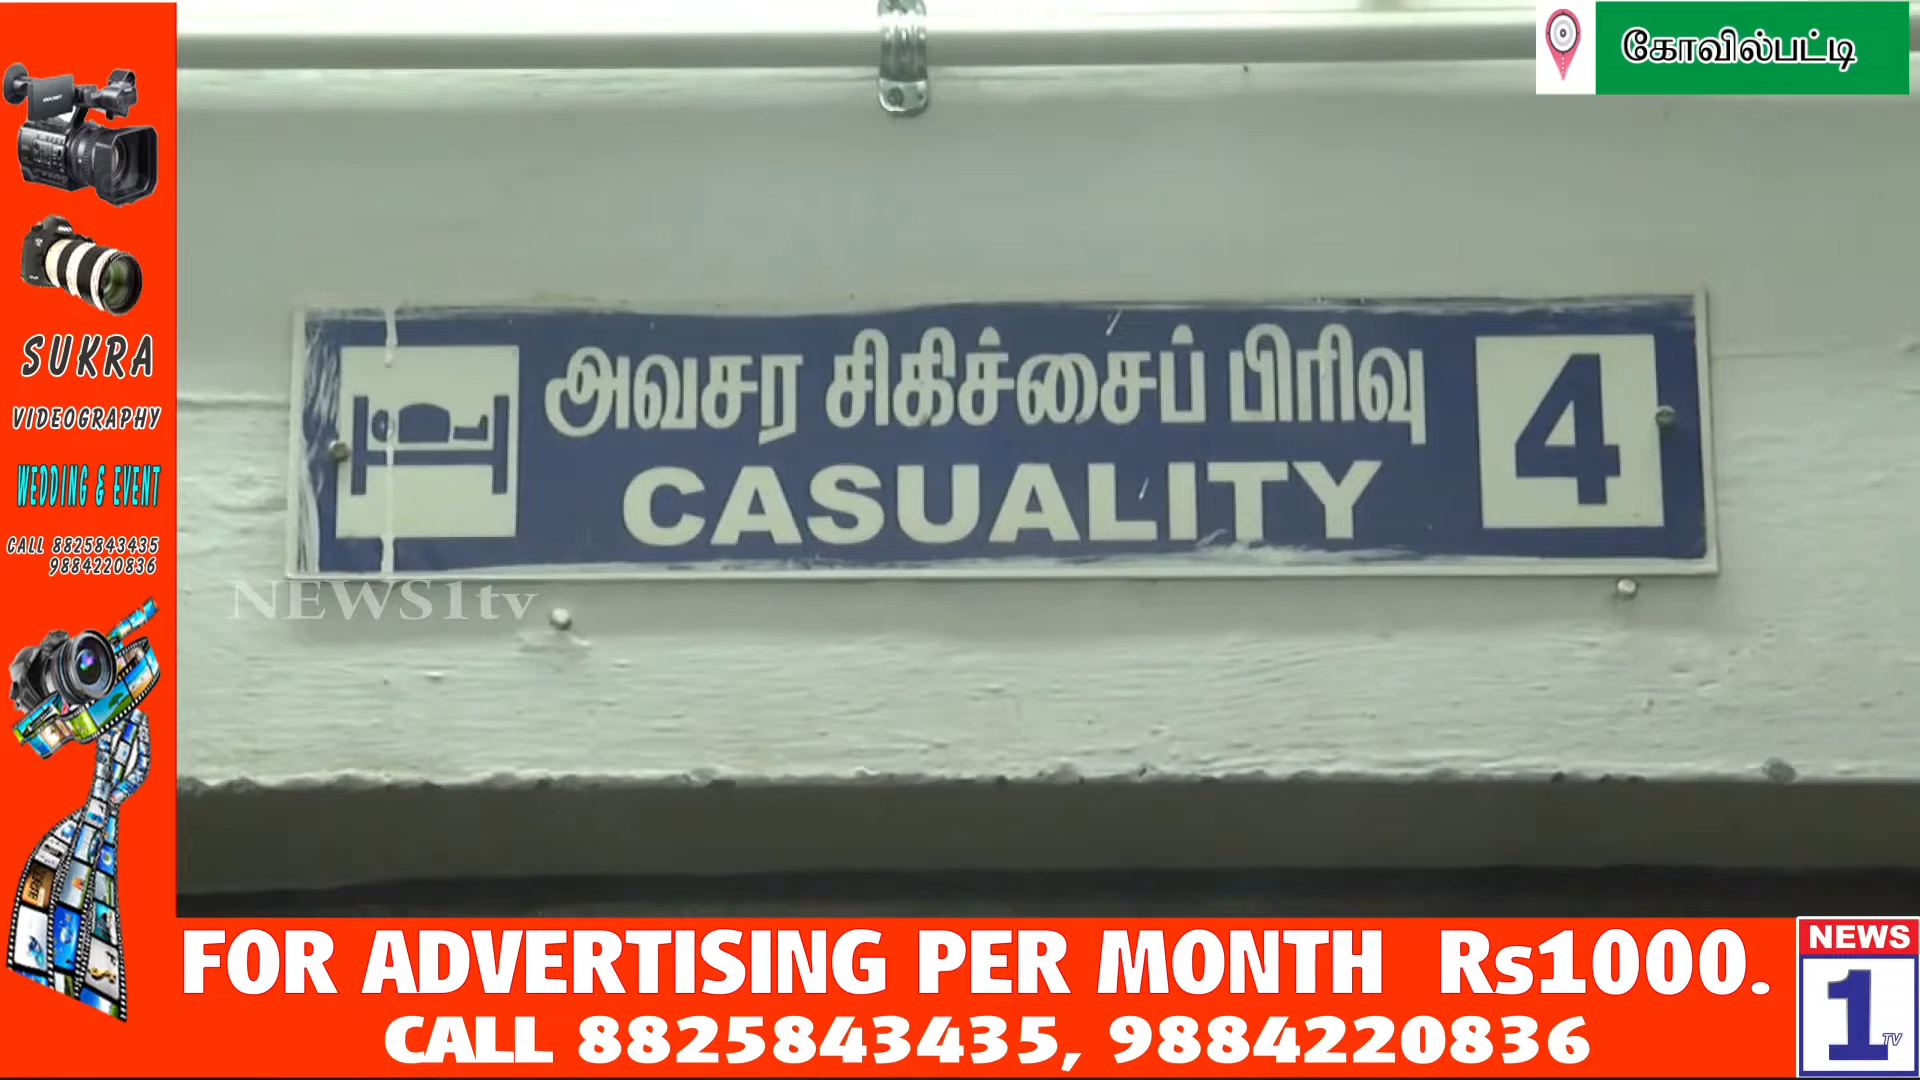 கோவில்பட்டி
SUKRA
VIDEOGRAPHY
WEDDING & EVENT
CALL 8825843435
9884220836
அவசர சிகிச்சைப் பிரிவு
CASUALITY
4
NEWS1tv
FOR ADVERTISING PER MONTH Rs1000.
CALL 8825843435, 9884220836
NEWS
1
TV